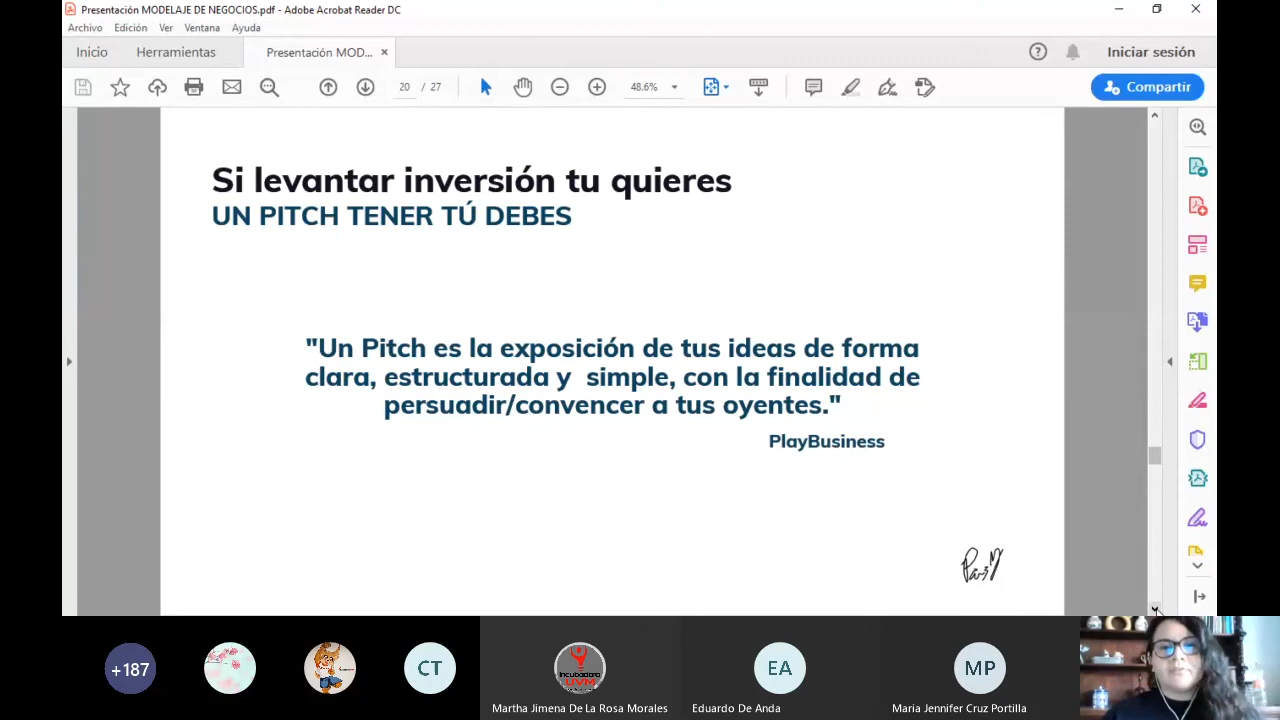 Presentación MODELAJE DE NEGOCIOS.pdf - Adobe Acrobat Reader DC
Archivo Edición Ver Ventana Ayuda
Inicio Herramientas Presentación MOD... × Iniciar sesión
20 / 27 48.6% Compartir
Si levantar inversión tu quieres
UN PITCH TENER TÚ DEBES
"Un Pitch es la exposición de tus ideas de forma
clara, estructurada y simple, con la finalidad de
persuadir/convencer a tus oyentes."
PlayBusiness
+187 CT incubadora UVM EA MP
Martha Jimena De La Rosa Morales Eduardo De Anda Maria Jennifer Cruz Portilla